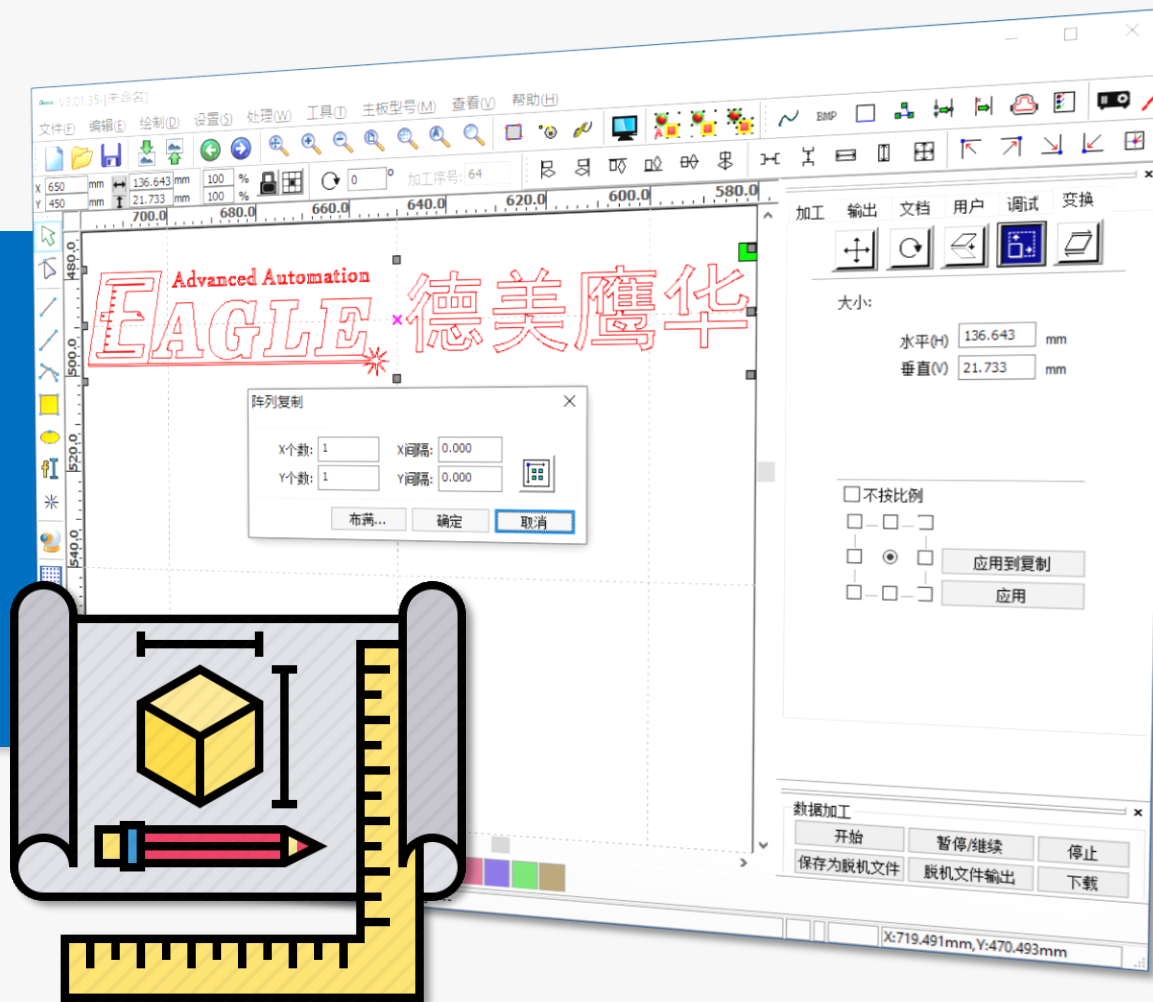 V8.01.35-[未命名]
文件(F) 编辑(E) 绘制(D) 设置(S) 处理(W) 工具(T) 主板型号(M) 查看(V) 帮助(H)
BMP
X 650 mm 136.643 mm 100 %
Y 450 mm 21.733 mm 100 %
0 ° 加工序号: 64
700.0 680.0 660.0 640.0 620.0 600.0 580.0
480.0
500.0
520.0
540.0
Advanced Automation
EAGLE 德美鹰华
阵列复制
X个数: 1 X间隔: 0.000
Y个数: 1 Y间隔: 0.000
布满... 确定 取消
加工 输出 文档 用户 调试 变换
大小:
水平(H) 136.643 mm
垂直(V) 21.733 mm
不按比例
应用到复制
应用
数据加工
开始 暂停/继续 停止
保存为脱机文件 脱机文件输出 下载
X:719.491mm,Y:470.493mm